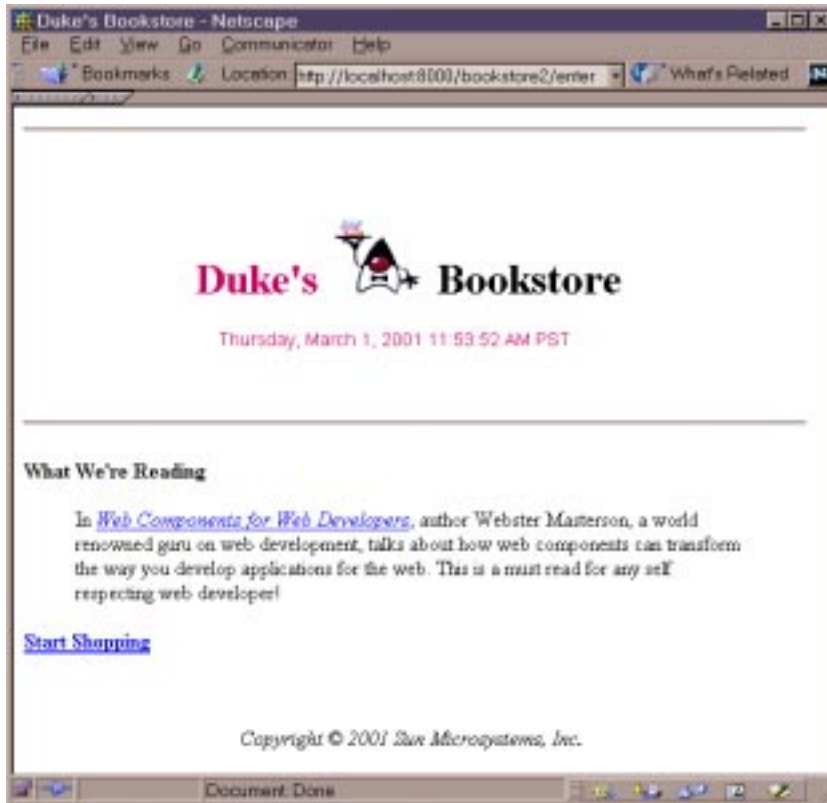 Duke's Bookstore - Netscape
File Edit View Go Communicator Help
Bookmarks Location: http://localhost:8000/bookstore2/enter What's Related N
Duke's Bookstore
Thursday, March 1, 2001 11:53:52 AM PST
What We're Reading
In Web Components for Web Developers, author Webster Masterson, a world
renowned guru on web development, talks about how web components can transform
the way you develop applications for the web. This is a must read for any self
respecting web developer!
Start Shopping
Copyright © 2001 Sun Microsystems, Inc.
Document: Done